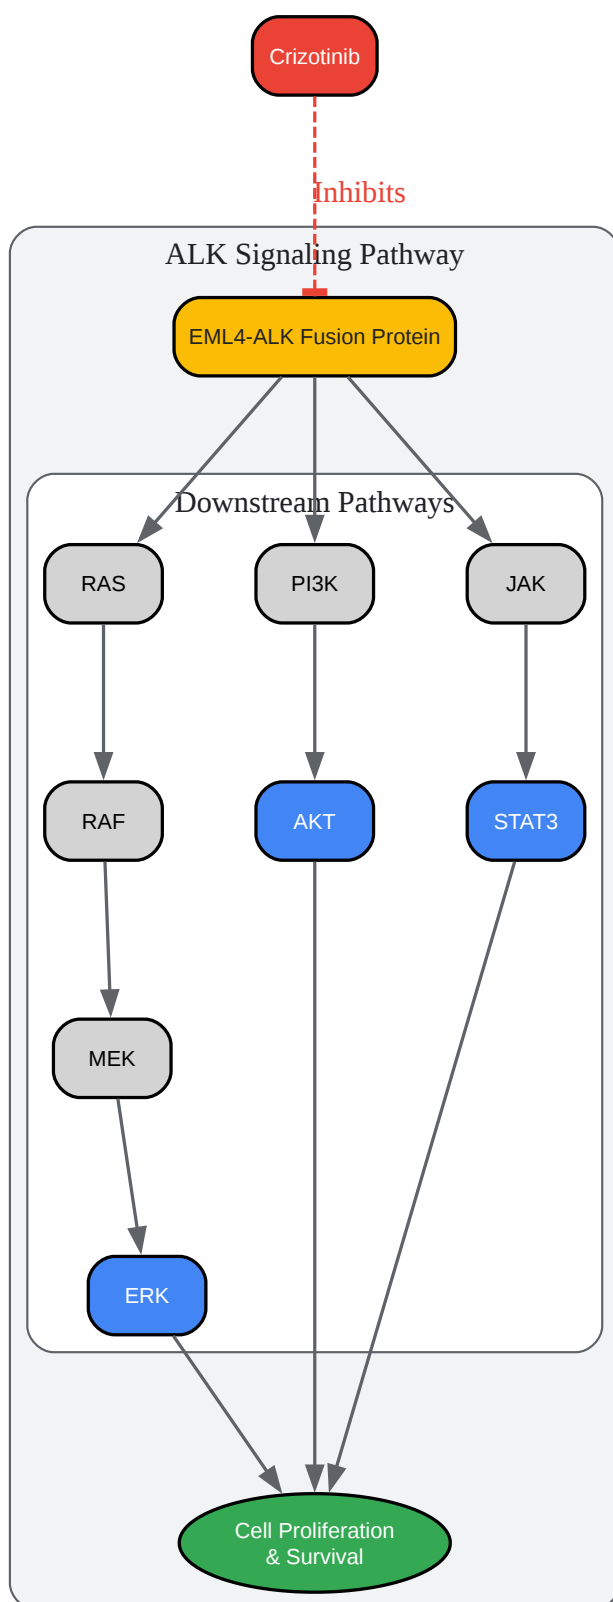 Crizotinib
Inhibits
ALK Signaling Pathway
EML4-ALK Fusion Protein
Downstream Pathways
RAS
PI3K
JAK
RAF
AKT
STAT3
MEK
ERK
Cell Proliferation
& Survival